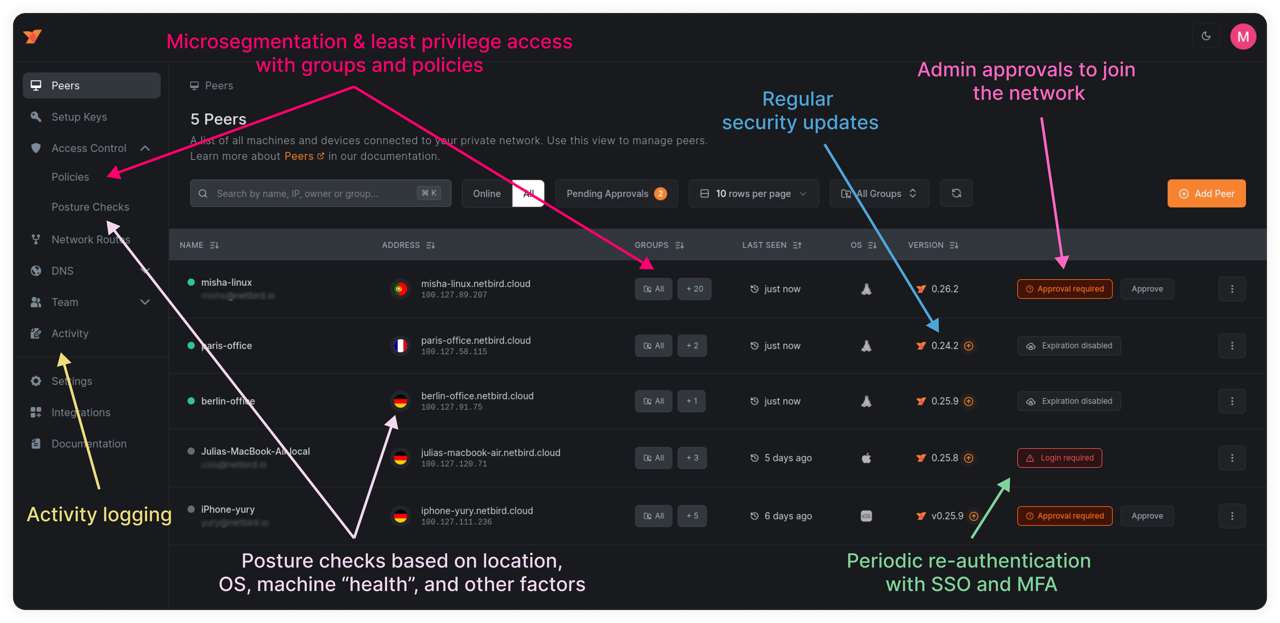 M
Microsegmentation & least privilege access
with groups and policies
Admin approvals to join
the network
Regular
security updates
Peers
Setup Keys
Access Control
Policies
Posture Checks
Network Routes
DNS
Team
Activity
Settings
Integrations
Documentation
Activity logging
Peers
5 Peers
A list of all machines and devices connected to your private network. Use this view to manage peers.
Learn more about Peers in our documentation.
Search by name, IP, owner or group... ⌘ K
Online All
Pending Approvals 2
10 rows per page
All Groups
Add Peer
NAME ADDRESS GROUPS LAST SEEN OS VERSION
misha-linux misha-linux.netbird.cloud All + 20 just now 0.26.2 Approval required Approve
100.127.89.207
paris-office paris-office.netbird.cloud All + 2 just now 0.24.2 Expiration disabled
100.127.58.115
berlin-office berlin-office.netbird.cloud All + 1 just now 0.25.9 Expiration disabled
100.127.91.75
Julias-MacBook-Air.local julias-macbook-air.netbird.cloud All + 3 5 days ago 0.25.8 Login required
100.127.120.71
iPhone-yury iphone-yury.netbird.cloud All + 5 6 days ago iOS v0.25.9 Approval required Approve
100.127.111.236
Posture checks based on location,
OS, machine “health”, and other factors
Periodic re-authentication
with SSO and MFA